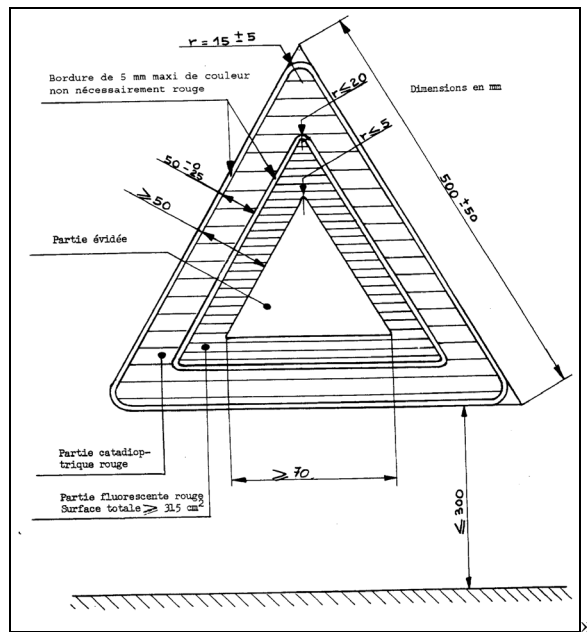 r = 15 ± 5
Bordure de 5 mm maxi de couleur
non nécessairement rouge
r ≤ 20
Dimensions en mm
r ≤ 5
50 -0
-25
500 ± 50
≥ 50
Partie évidée
Partie catadiop-
trique rouge
≥ 70
Partie fluorescente rouge
Surface totale ≥ 315 cm²
≤ 300